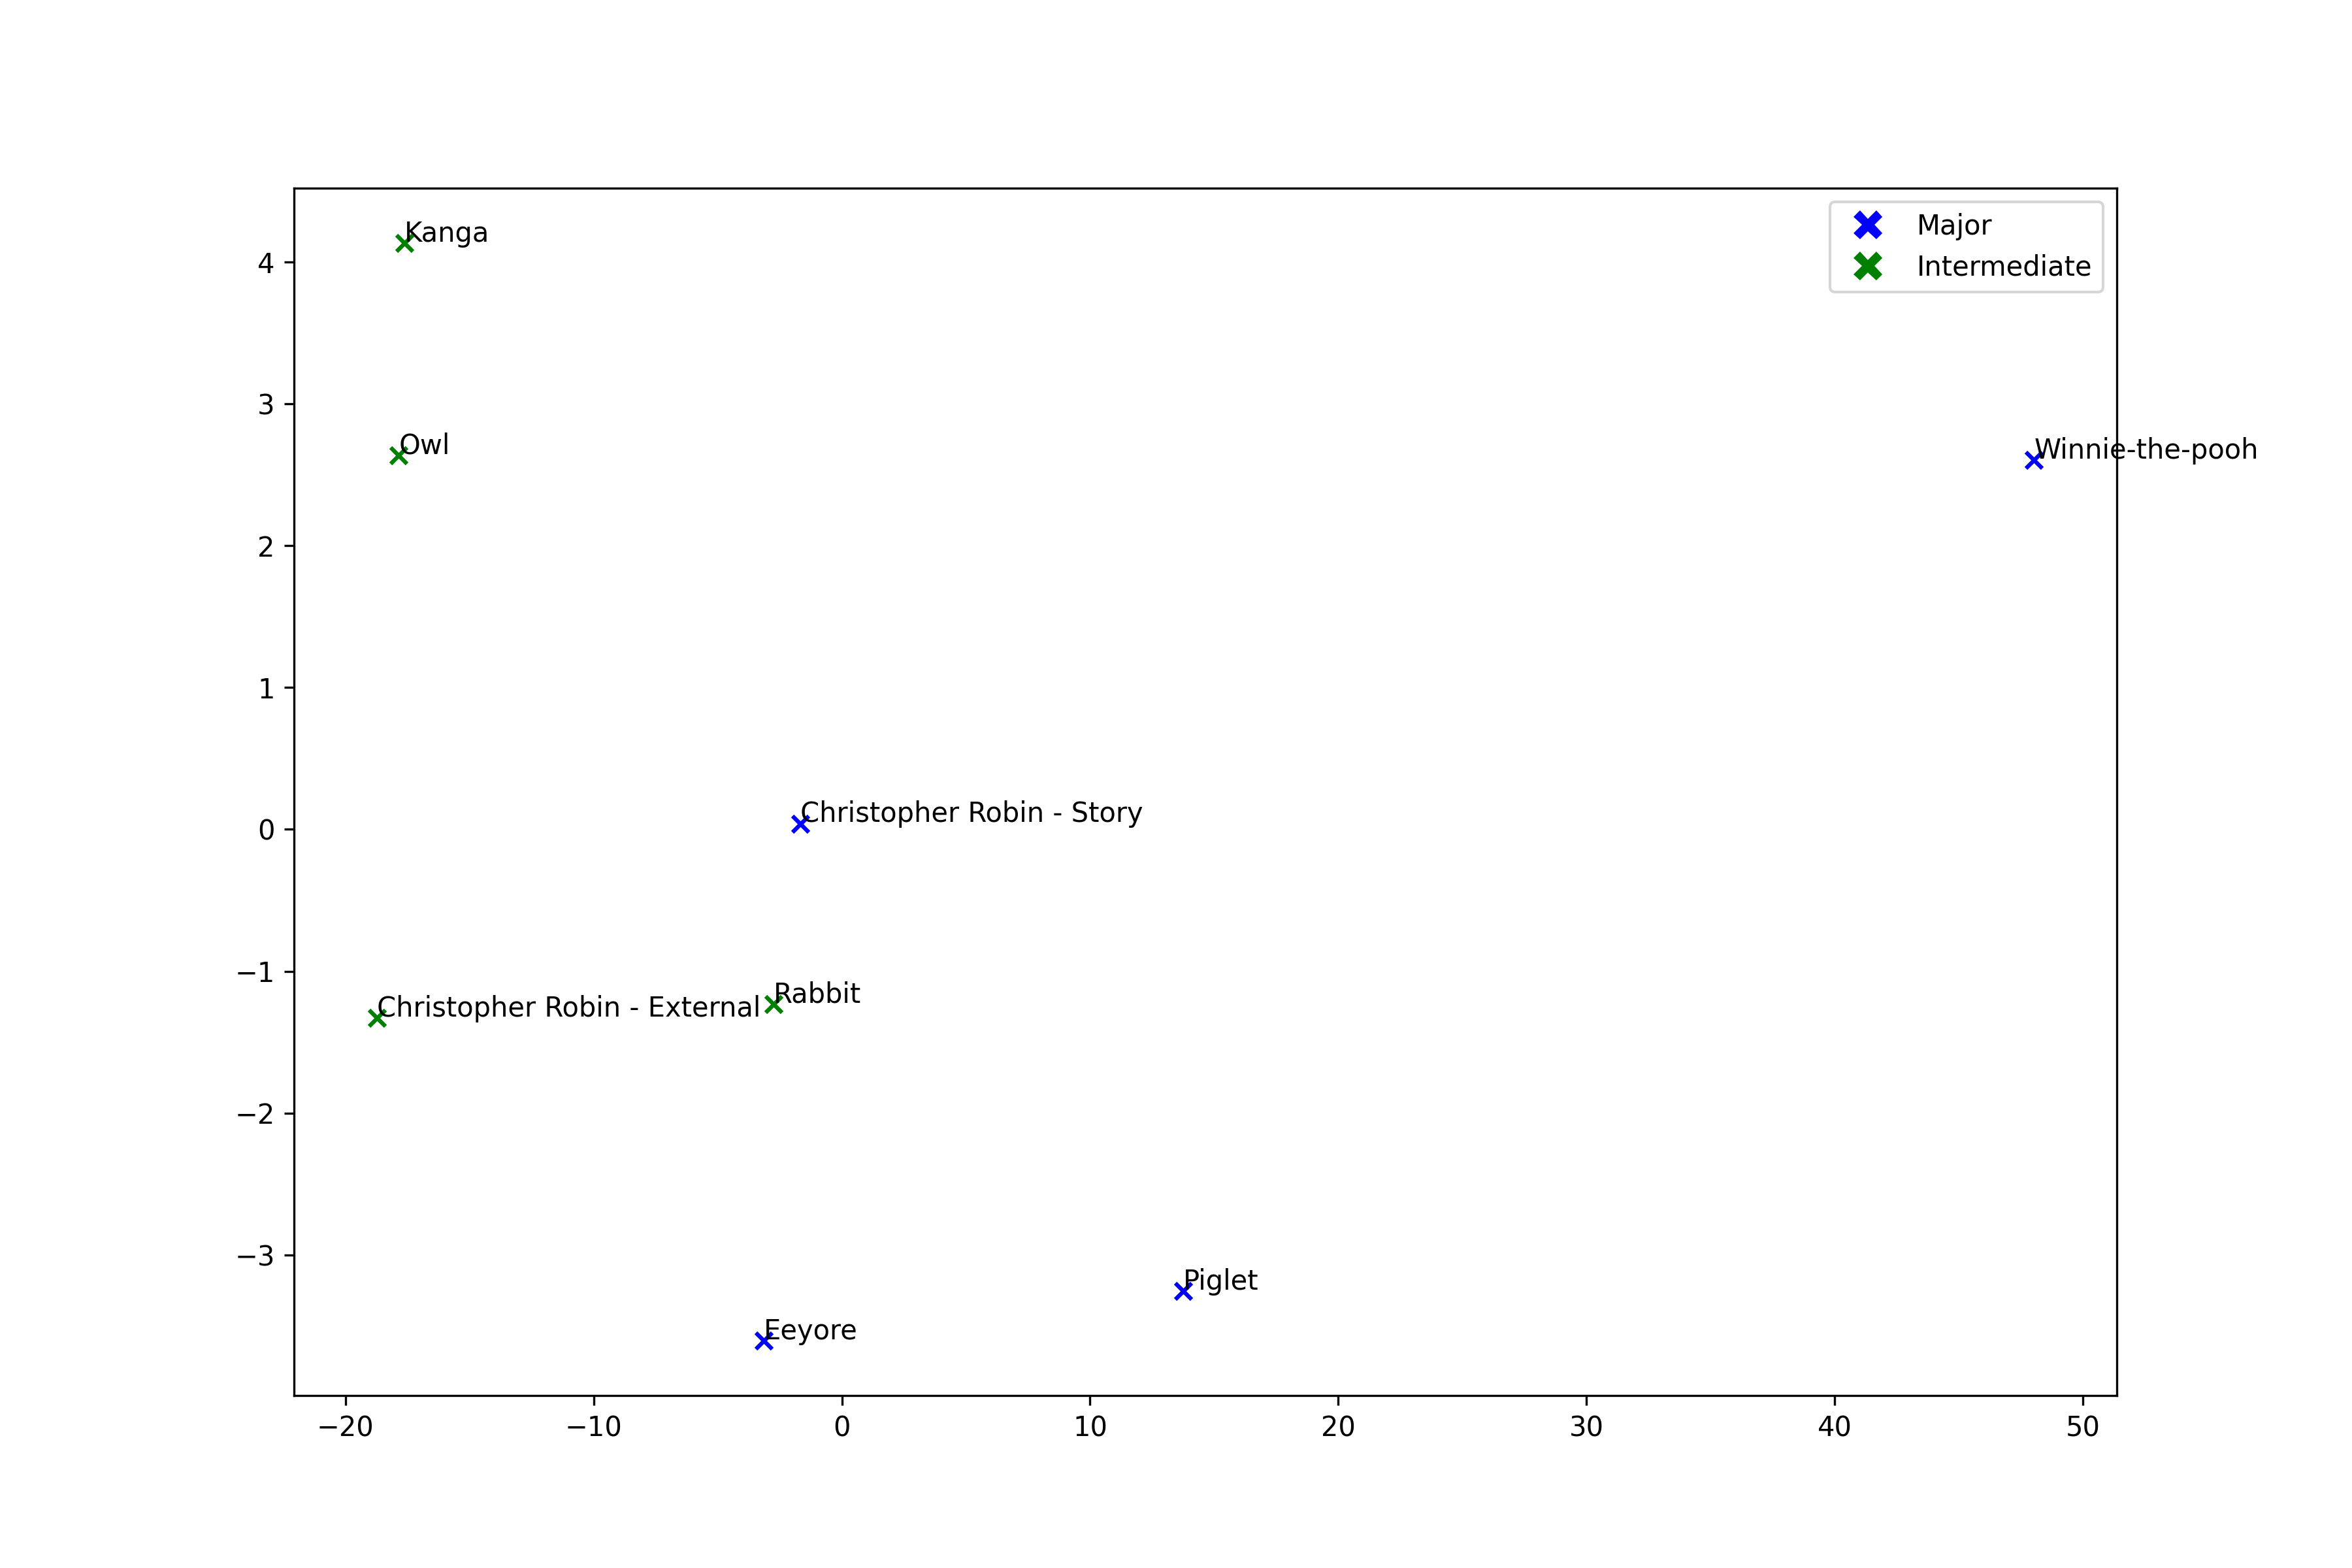 Kanga
Major
Intermediate
4
3
Owl
Winnie-the-pooh
2
1
Christopher Robin - Story
0
−1
Christopher Robin - External
Rabbit
−2
−3
Piglet
Eeyore
−20 −10 0 10 20 30 40 50